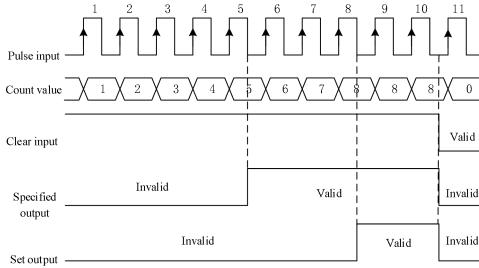 1 2 3 4 5 6 7 8 9 10 11
Pulse input
Count value 1 2 3 4 5 6 7 8 8 8 0
Clear input Valid
Specified output Invalid Valid Invalid
Set output Invalid Valid Invalid